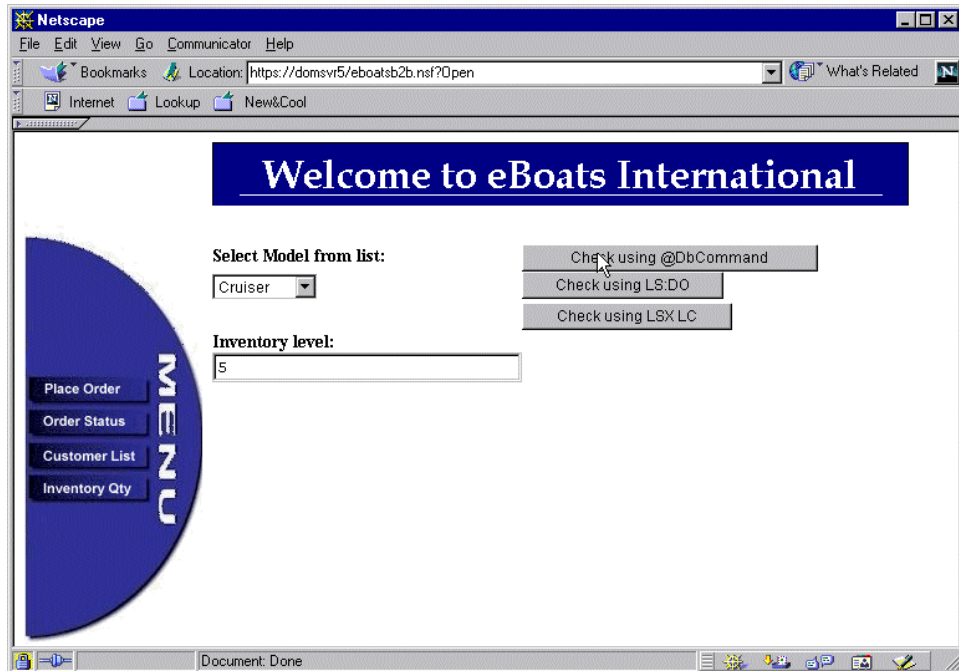 Netscape
File Edit View Go Communicator Help
Bookmarks Location: https://domsvr5/eboatsb2b.nsf?Open What's Related N
Internet Lookup New&Cool
Welcome to eBoats International
Select Model from list:
Cruiser
Check using @DbCommand
Check using LS:DO
Check using LSX LC
Inventory level:
5
MENU
Place Order
Order Status
Customer List
Inventory Qty
Document: Done